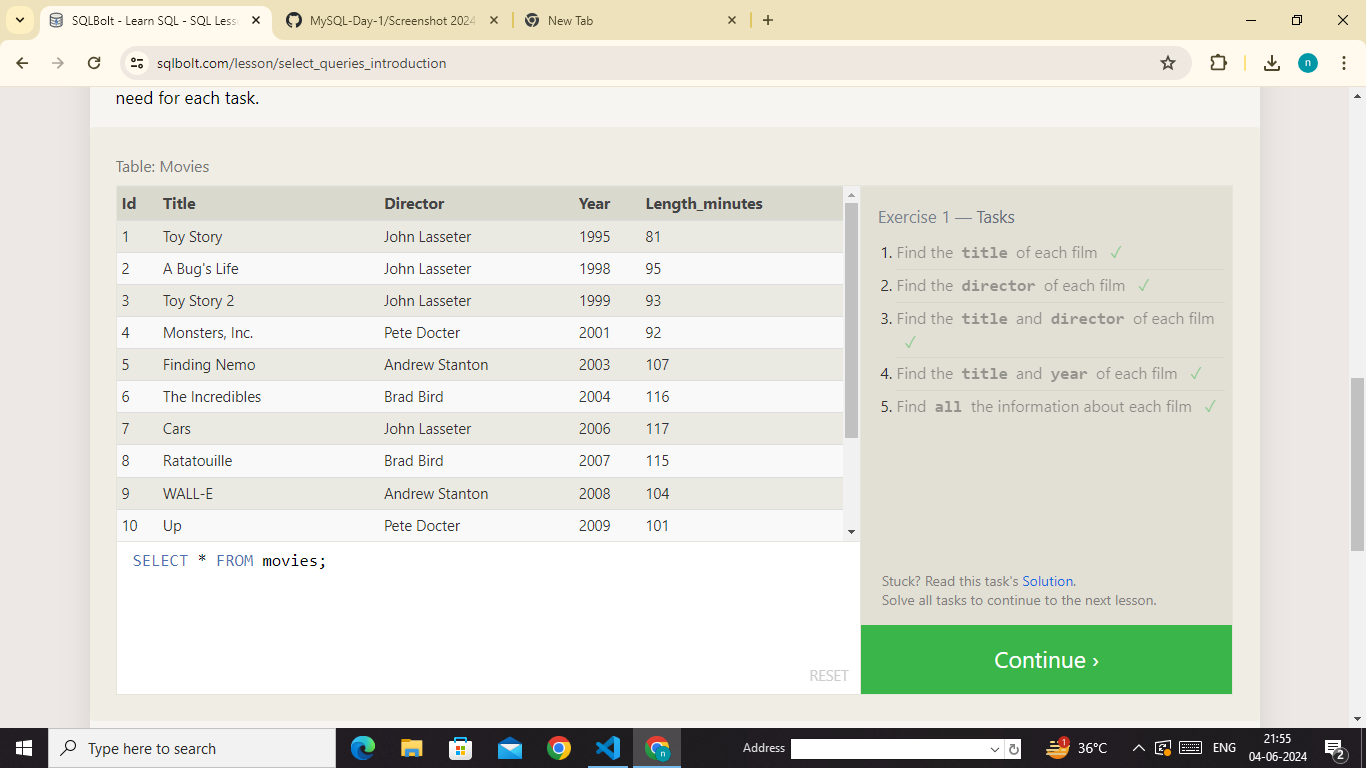 SQLBolt - Learn SQL - SQL Less
MySQL-Day-1/Screenshot 2024
New Tab
sqlbolt.com/lesson/select_queries_introduction
n
need for each task.
Table: Movies
Id Title Director Year Length_minutes
1 Toy Story John Lasseter 1995 81
2 A Bug's Life John Lasseter 1998 95
3 Toy Story 2 John Lasseter 1999 93
4 Monsters, Inc. Pete Docter 2001 92
5 Finding Nemo Andrew Stanton 2003 107
6 The Incredibles Brad Bird 2004 116
7 Cars John Lasseter 2006 117
8 Ratatouille Brad Bird 2007 115
9 WALL-E Andrew Stanton 2008 104
10 Up Pete Docter 2009 101
SELECT * FROM movies;
RESET
Exercise 1 — Tasks
1. Find the title of each film ✓
2. Find the director of each film ✓
3. Find the title and director of each film
✓
4. Find the title and year of each film ✓
5. Find all the information about each film ✓
Stuck? Read this task's Solution.
Solve all tasks to continue to the next lesson.
Continue ›
Type here to search
n
Address
1
36°C
ENG
21:55
04-06-2024
2